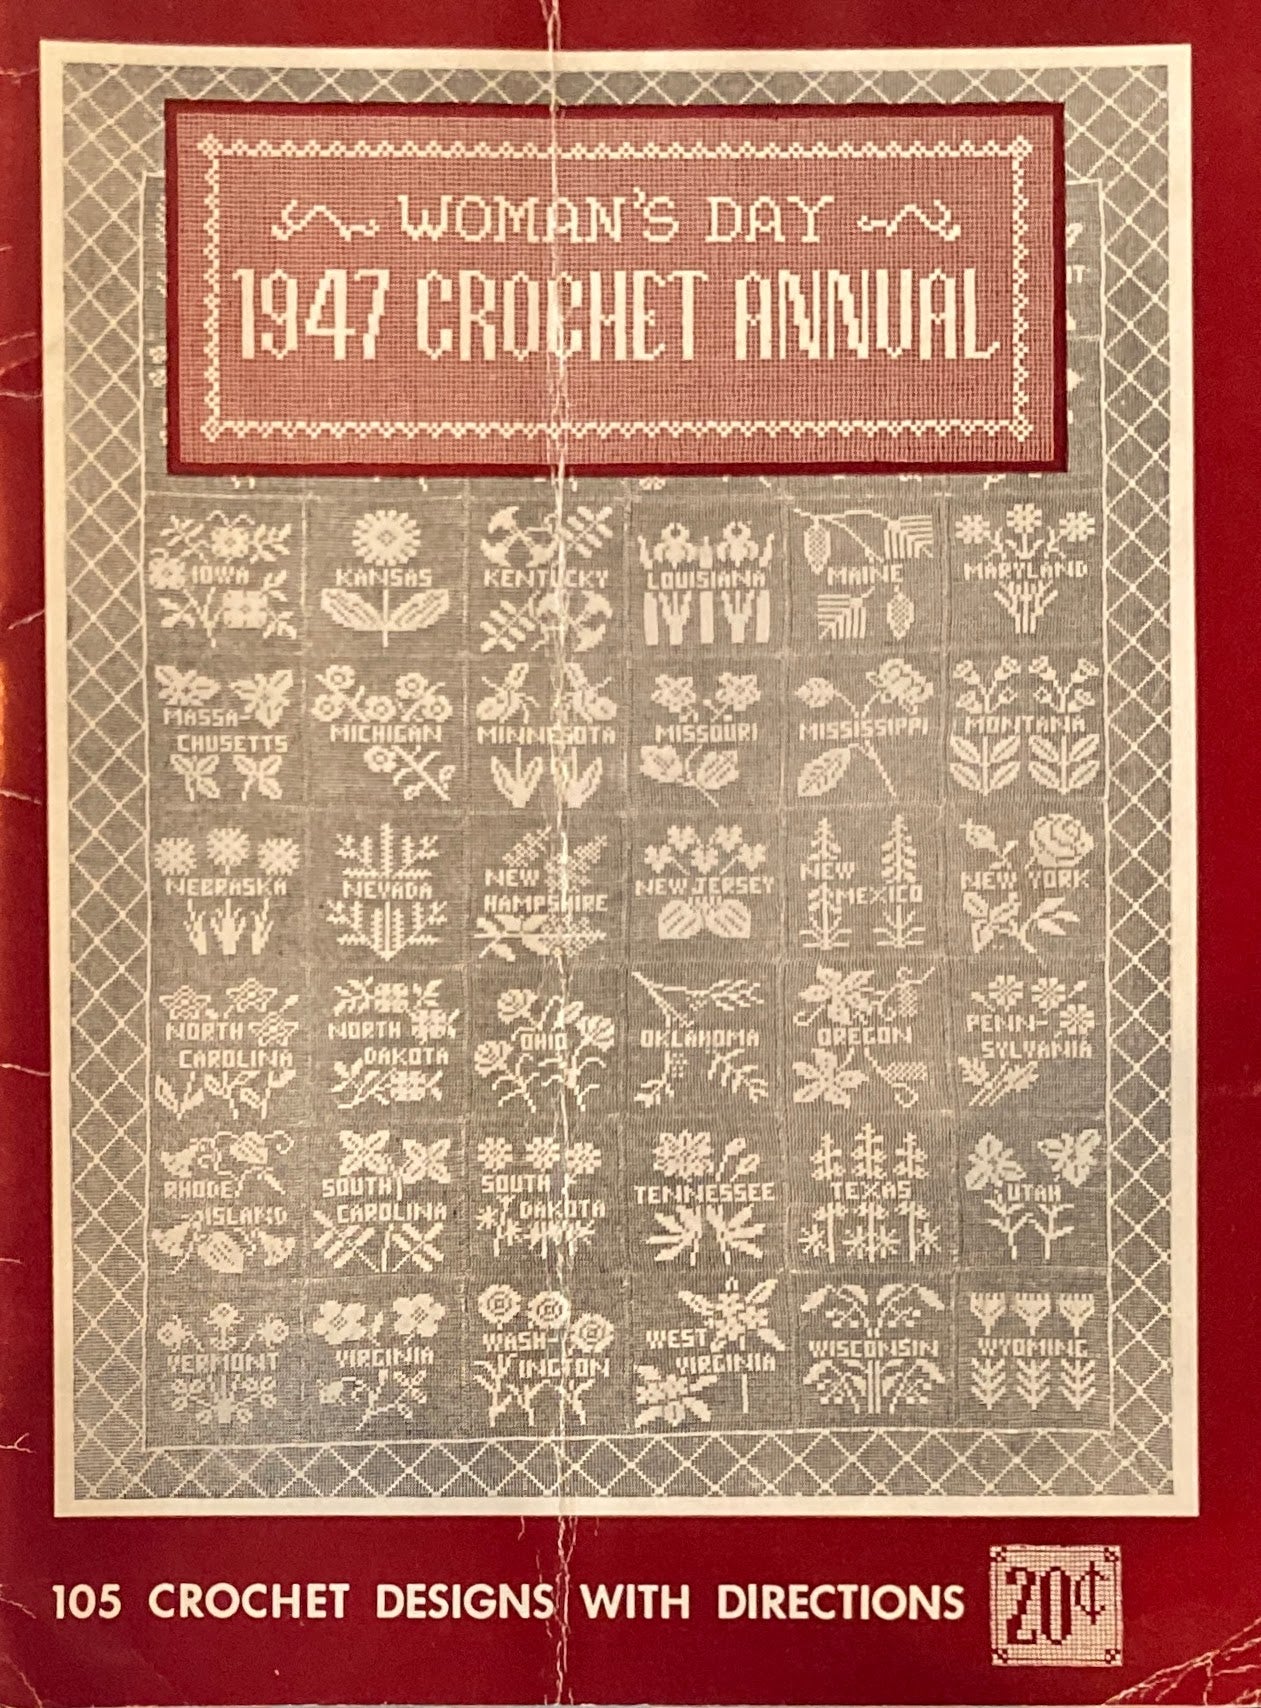 WOMAN'S DAY
1947 CROCHET ANNUAL
IOWA
KANSAS
KENTUCKY
LOUISIANA
MAINE
MARYLAND
MASSA-
CHUSETTS
MICHIGAN
MINNESOTA
MISSOURI
MISSISSIPPI
MONTANA
NEBRASKA
NEVADA
NEW
HAMPSHIRE
NEW JERSEY
NEW
MEXICO
NEW YORK
NORTH
CAROLINA
NORTH
DAKOTA
OHIO
OKLAHOMA
OREGON
PENN-
SYLVANIA
RHODE
ISLAND
SOUTH
CAROLINA
SOUTH
DAKOTA
TENNESSEE
TEXAS
UTAH
VERMONT
VIRGINIA
WASH-
INGTON
WEST
VIRGINIA
WISCONSIN
WYOMING
105 CROCHET DESIGNS WITH DIRECTIONS
20¢